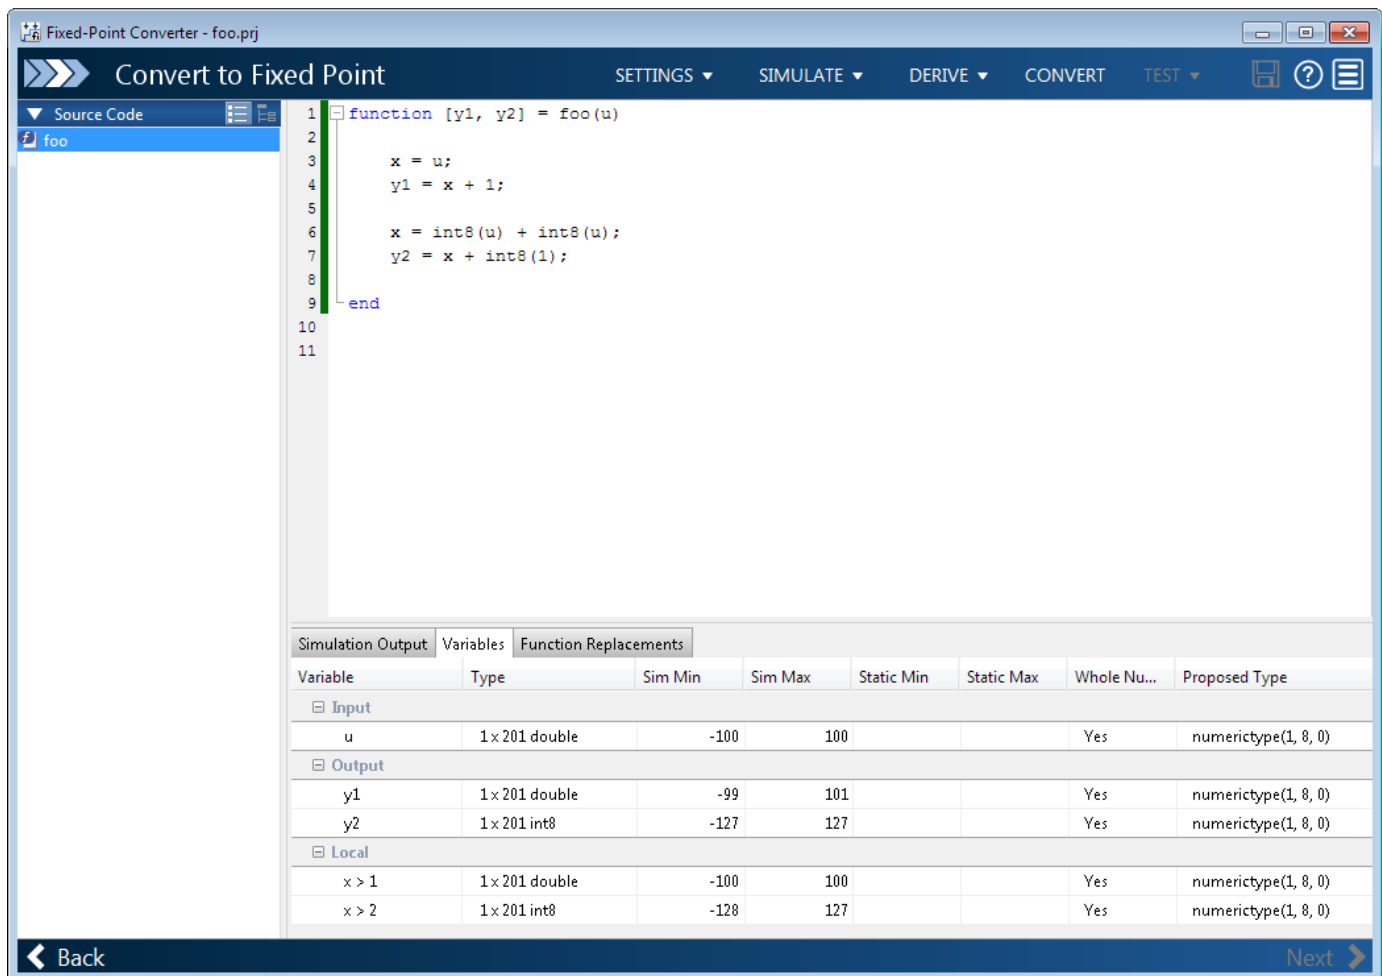 Fixed-Point Converter - foo.prj
Convert to Fixed Point SETTINGS SIMULATE DERIVE CONVERT TEST
Source Code
foo
1 function [y1, y2] = foo(u)
2
3 x = u;
4 y1 = x + 1;
5
6 x = int8(u) + int8(u);
7 y2 = x + int8(1);
8
9 end
10
11
Simulation Output Variables Function Replacements
Variable Type Sim Min Sim Max Static Min Static Max Whole Nu... Proposed Type
Input
u 1 x 201 double -100 100 Yes numerictype(1, 8, 0)
Output
y1 1 x 201 double -99 101 Yes numerictype(1, 8, 0)
y2 1 x 201 int8 -127 127 Yes numerictype(1, 8, 0)
Local
x > 1 1 x 201 double -100 100 Yes numerictype(1, 8, 0)
x > 2 1 x 201 int8 -128 127 Yes numerictype(1, 8, 0)
Back Next